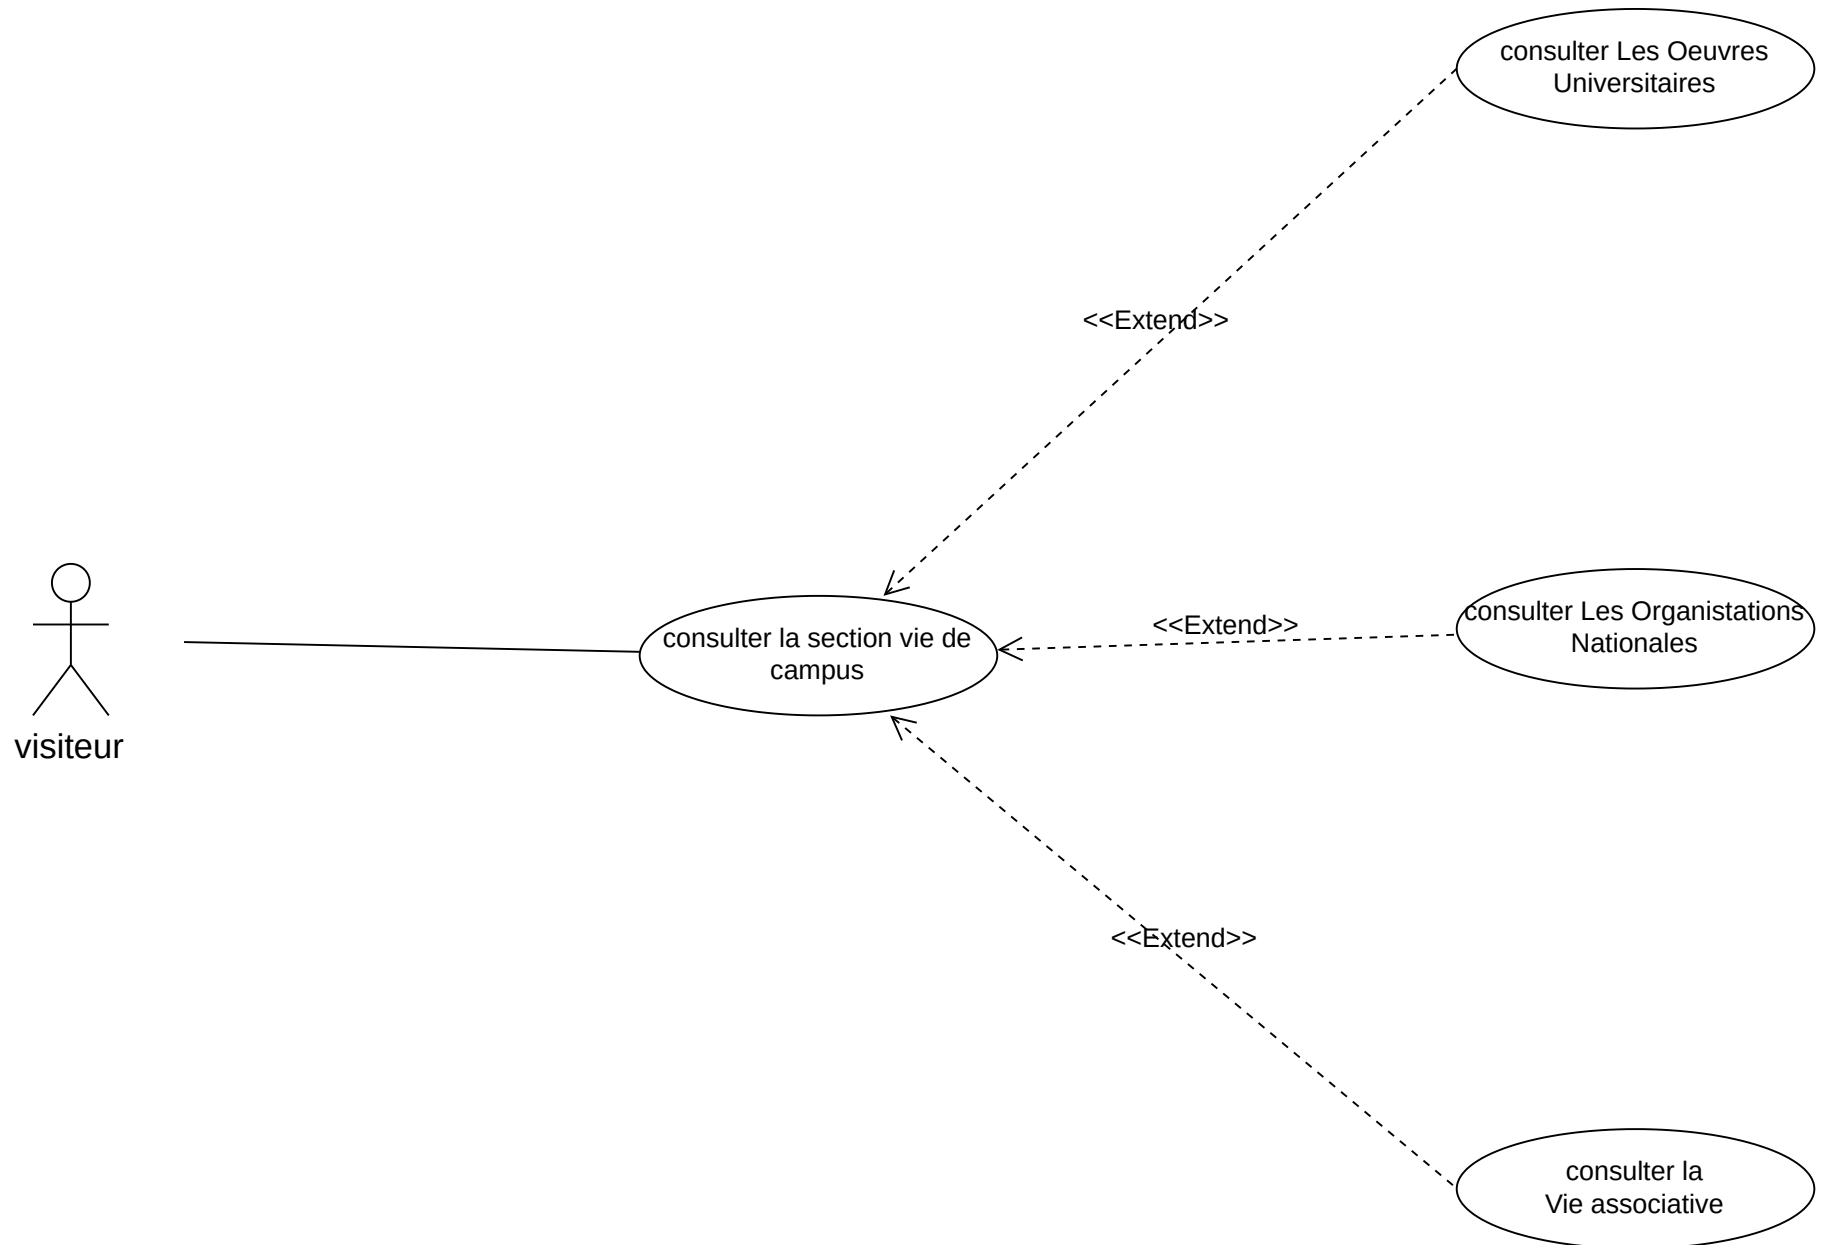 consulter Les Oeuvres
Universitaires
<<Extend>>
consulter Les Organistations
Nationales
<<Extend>>
consulter la section vie de
campus
visiteur
<<Extend>>
consulter la
Vie associative